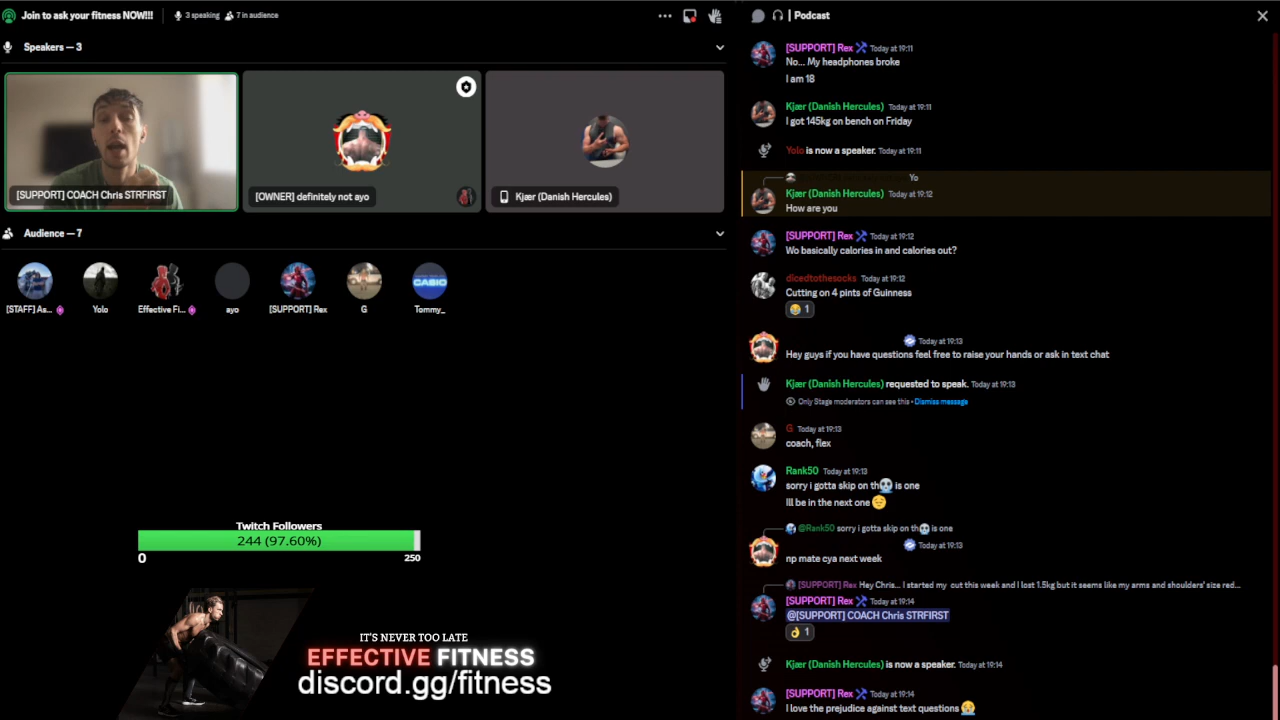 Join to ask your fitness NOW!!! 3 speaking 7 in audience
Speakers — 3
[SUPPORT] COACH Chris STRFIRST
[OWNER] definitely not ayo
Kjær (Danish Hercules)
Audience — 7
[STAFF] As...
Yolo
Effective Fi...
ayo
[SUPPORT] Rex
G
CASIO
Tommy_
Twitch Followers
244 (97.60%)
0 250
IT'S NEVER TOO LATE
EFFECTIVE FITNESS
discord.gg/fitness
Podcast
[SUPPORT] Rex Today at 19:11
No... My headphones broke
I am 18
Kjær (Danish Hercules) Today at 19:11
I got 145kg on bench on Friday
Yolo is now a speaker. Today at 19:11
Yo
Kjær (Danish Hercules) Today at 19:12
How are you
[SUPPORT] Rex Today at 19:12
Wo basically calories in and calories out?
dicedtothesocks Today at 19:12
Cutting on 4 pints of Guinness
1
Today at 19:13
Hey guys if you have questions feel free to raise your hands or ask in text chat
Kjær (Danish Hercules) requested to speak. Today at 19:13
Only Stage moderators can see this • Dismiss message
G Today at 19:13
coach, flex
Rank50 Today at 19:13
sorry i gotta skip on th💀 is one
Ill be in the next one 😔
@Rank50 sorry i gotta skip on th💀 is one
Today at 19:13
np mate cya next week
[SUPPORT] Rex Hey Chris... I started my cut this week and I lost 1.5kg but it seems like my arms and shoulders' size red...
[SUPPORT] Rex Today at 19:14
@[SUPPORT] COACH Chris STRFIRST
👌 1
Kjær (Danish Hercules) is now a speaker. Today at 19:14
[SUPPORT] Rex Today at 19:14
I love the prejudice against text questions 😭